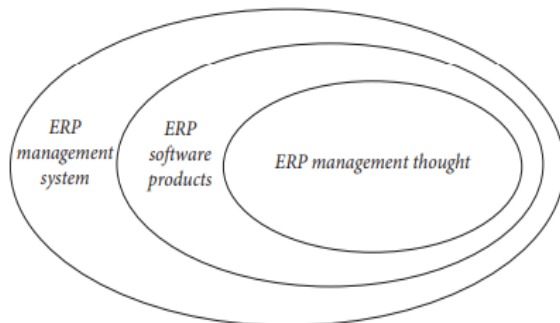 ERP
management
system
ERP
software
products
ERP management thought